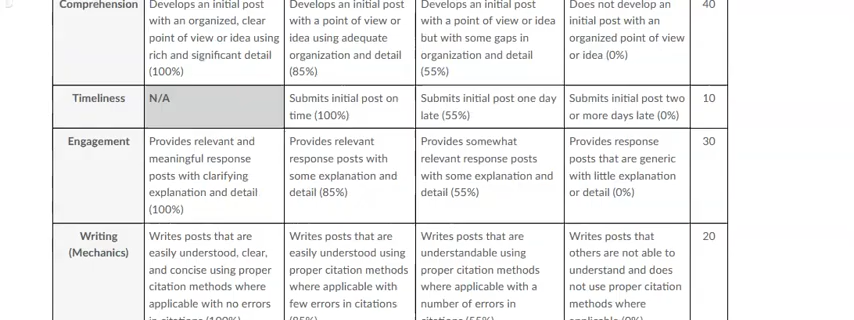 Comprehension
Develops an initial post
with an organized, clear
point of view or idea using
rich and significant detail
(100%)
Develops an initial post
with a point of view or
idea using adequate
organization and detail
(85%)
Develops an initial post
with a point of view or idea
but with some gaps in
organization and detail
(55%)
Does not develop an
initial post with an
organized point of view
or idea (0%)
40
Timeliness
N/A
Submits initial post on
time (100%)
Submits initial post one day
late (55%)
Submits initial post two
or more days late (0%)
10
Engagement
Provides relevant and
meaningful response
posts with clarifying
explanation and detail
(100%)
Provides relevant
response posts with
some explanation and
detail (85%)
Provides somewhat
relevant response posts
with some explanation and
detail (55%)
Provides response
posts that are generic
with little explanation
or detail (0%)
30
Writing
(Mechanics)
Writes posts that are
easily understood, clear,
and concise using proper
citation methods where
applicable with no errors
in citations (100%)
Writes posts that are
easily understood using
proper citation methods
where applicable with
few errors in citations
(85%)
Writes posts that are
understandable using
proper citation methods
where applicable with a
number of errors in
citations (55%)
Writes posts that
others are not able to
understand and does
not use proper citation
methods where
applicable (0%)
20